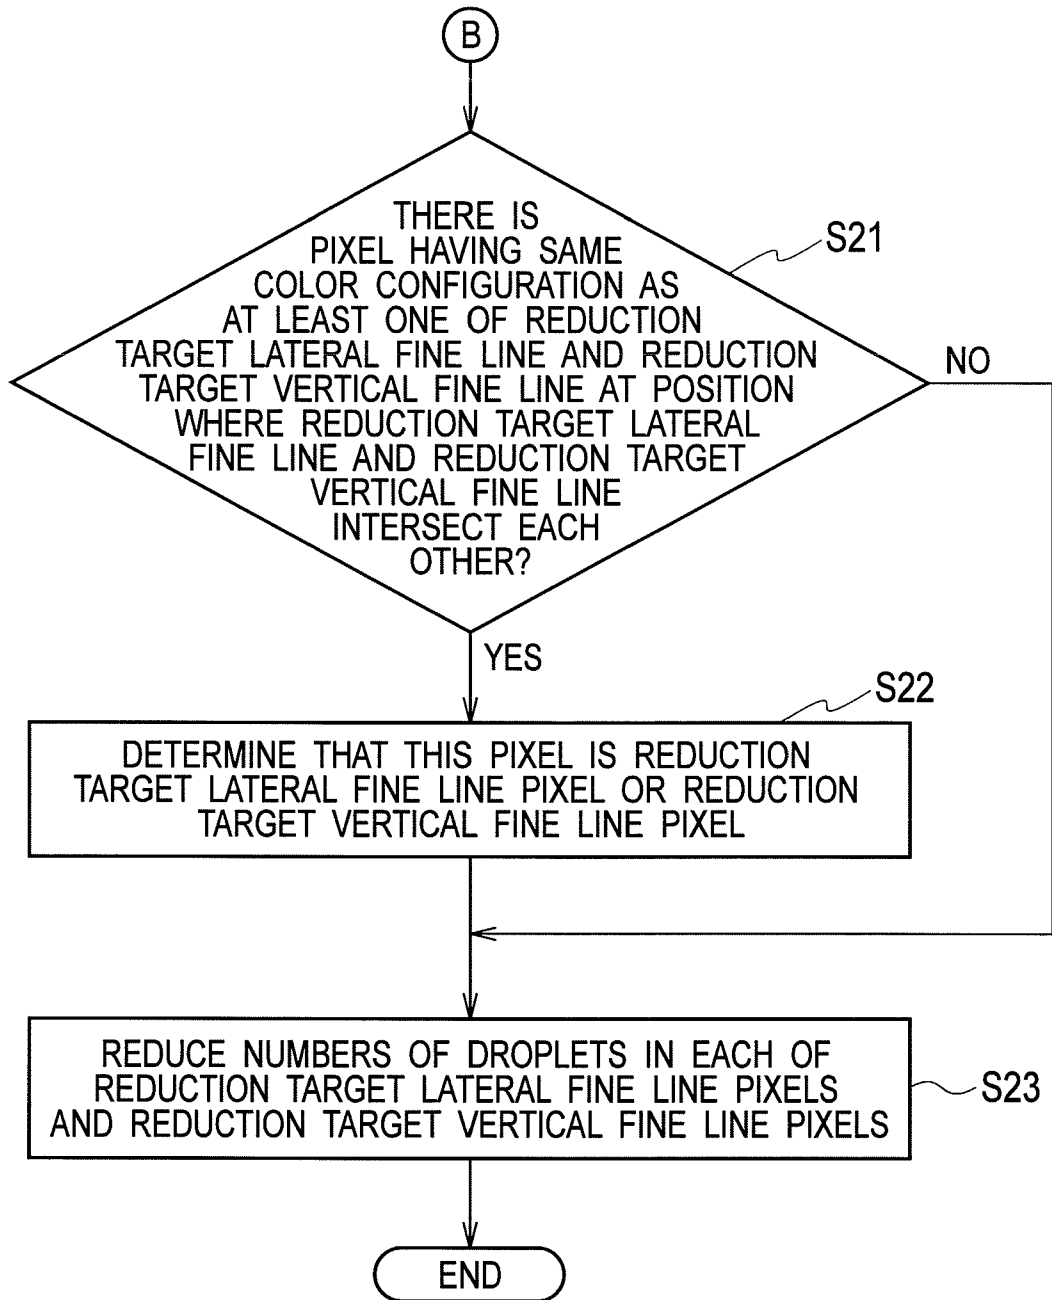 B
THERE IS
PIXEL HAVING SAME
COLOR CONFIGURATION AS
AT LEAST ONE OF REDUCTION
TARGET LATERAL FINE LINE AND REDUCTION
TARGET VERTICAL FINE LINE AT POSITION
WHERE REDUCTION TARGET LATERAL
FINE LINE AND REDUCTION TARGET
VERTICAL FINE LINE
INTERSECT EACH
OTHER?
S21
NO
YES
S22
DETERMINE THAT THIS PIXEL IS REDUCTION
TARGET LATERAL FINE LINE PIXEL OR REDUCTION
TARGET VERTICAL FINE LINE PIXEL
REDUCE NUMBERS OF DROPLETS IN EACH OF
REDUCTION TARGET LATERAL FINE LINE PIXELS
AND REDUCTION TARGET VERTICAL FINE LINE PIXELS
S23
END